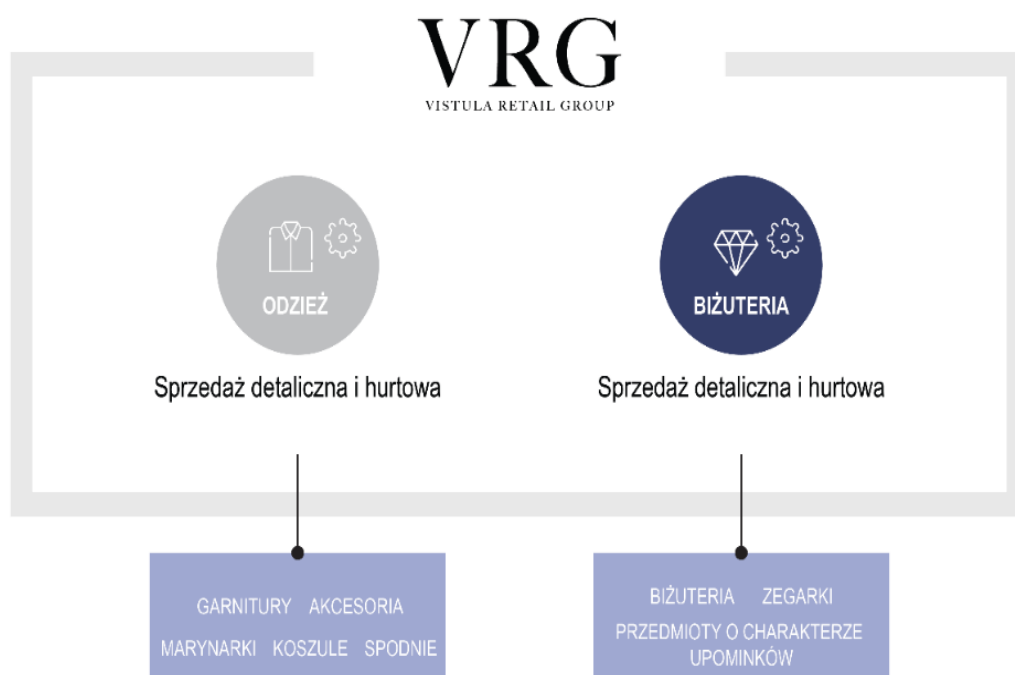 VRG
VISTULA RETAIL GROUP
ODZIEŻ
Sprzedaż detaliczna i hurtowa
GARNITURY AKCESORIA
MARYNARKI KOSZULE SPODNIE
BIŻUTERIA
Sprzedaż detaliczna i hurtowa
BIŻUTERIA ZEGARKI
PRZEDMIOTY O CHARAKTERZE
UPOMINKÓW